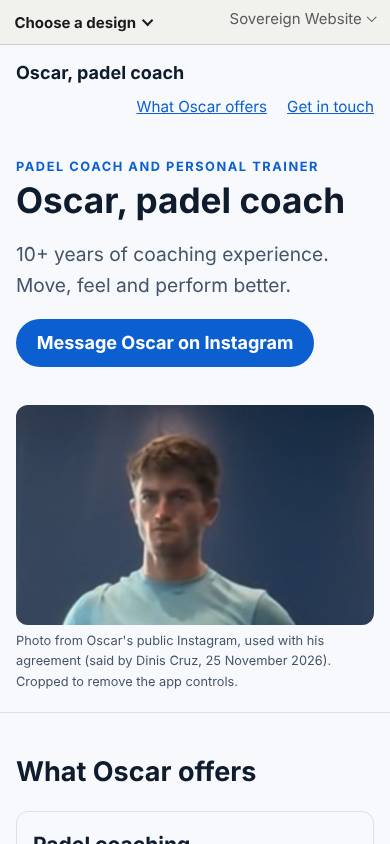 Choose a design
Sovereign Website
Oscar, padel coach
What Oscar offers
Get in touch
PADEL COACH AND PERSONAL TRAINER
Oscar, padel coach
10+ years of coaching experience.
Move, feel and perform better.
Message Oscar on Instagram
Photo from Oscar's public Instagram, used with his
agreement (said by Dinis Cruz, 25 November 2026).
Cropped to remove the app controls.
What Oscar offers
Padel coaching